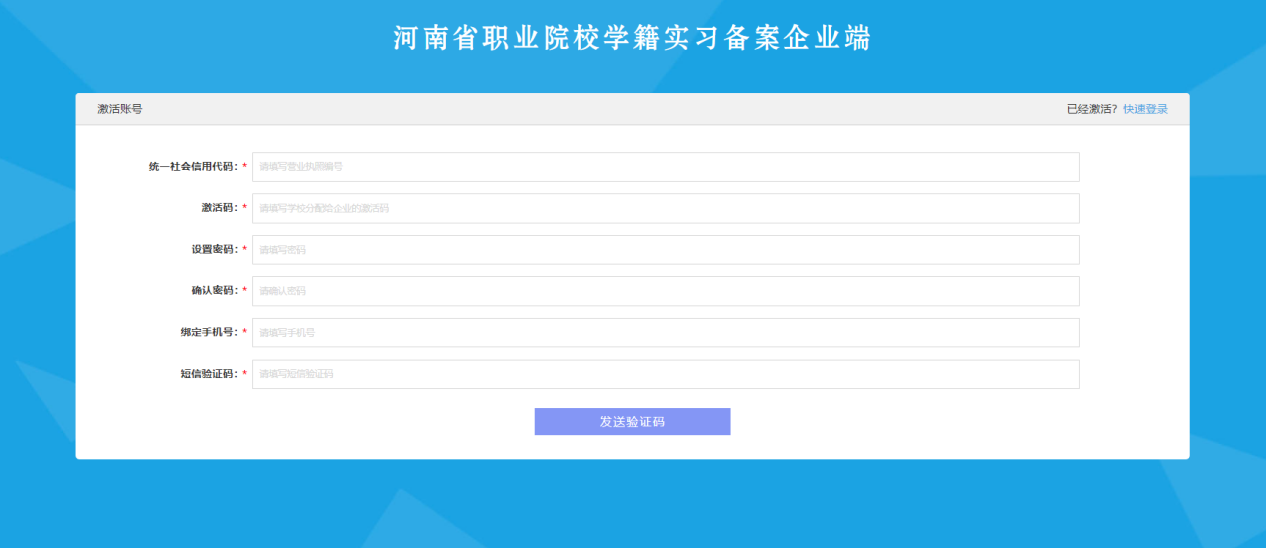 河南省职业院校学籍实习备案企业端
激活账号 已经激活？快速登录
统一社会信用代码：* 请填写营业执照编号
激活码：* 请填写学校分配给企业的激活码
设置密码：* 请填写密码
确认密码：* 请确认密码
绑定手机号：* 请填写手机号
短信验证码：* 请填写短信验证码
发送验证码